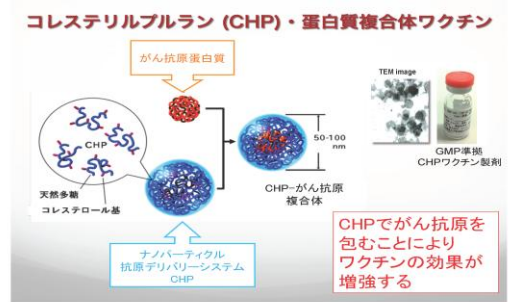 コレステリルプルラン (CHP)・蛋白質複合体ワクチン
がん抗原蛋白質
TEM image
CHP
50-100
nm
GMP準拠
CHPワクチン製剤
CHP-がん抗原
複合体
天然多糖
コレステロール基
ナノパーティクル
抗原デリバリーシステム
CHP
CHPでがん抗原を
包むことにより
ワクチンの効果が
増強する